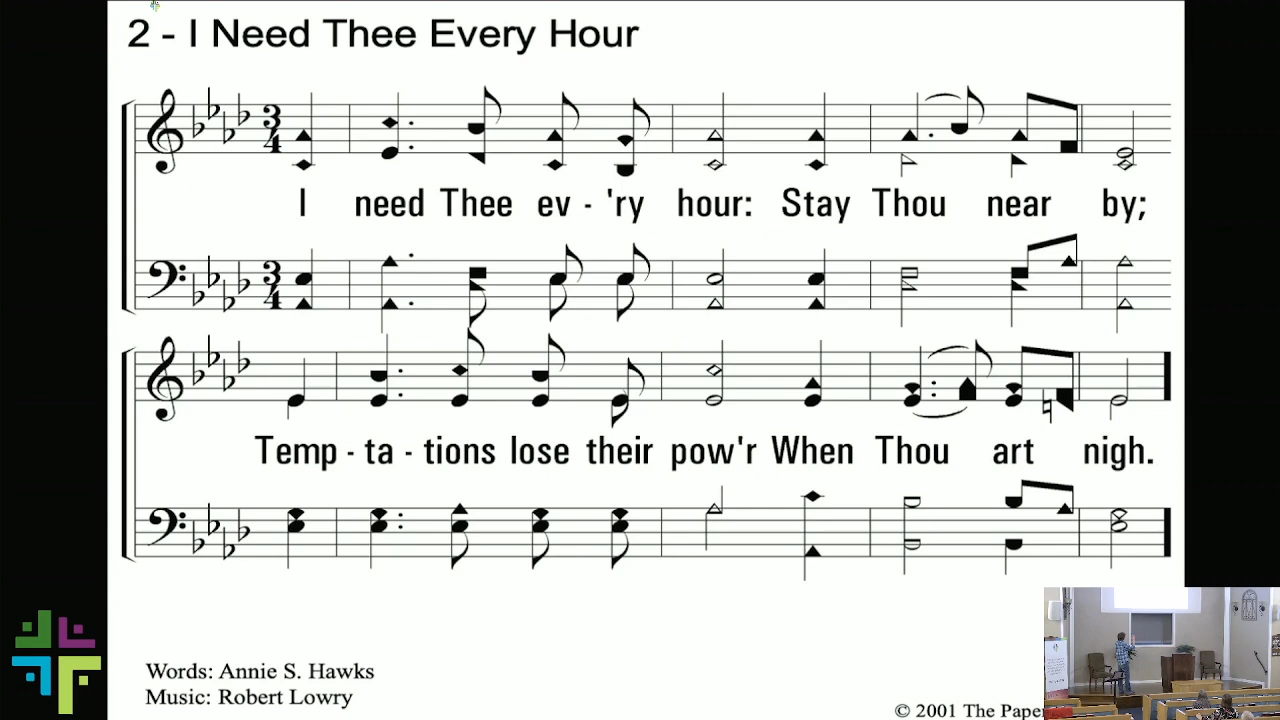 2 - I Need Thee Every Hour
I need Thee ev - 'ry hour: Stay Thou near by;
Temp - ta - tions lose their pow'r When Thou art nigh.
Words: Annie S. Hawks
Music: Robert Lowry
© 2001 The Paper